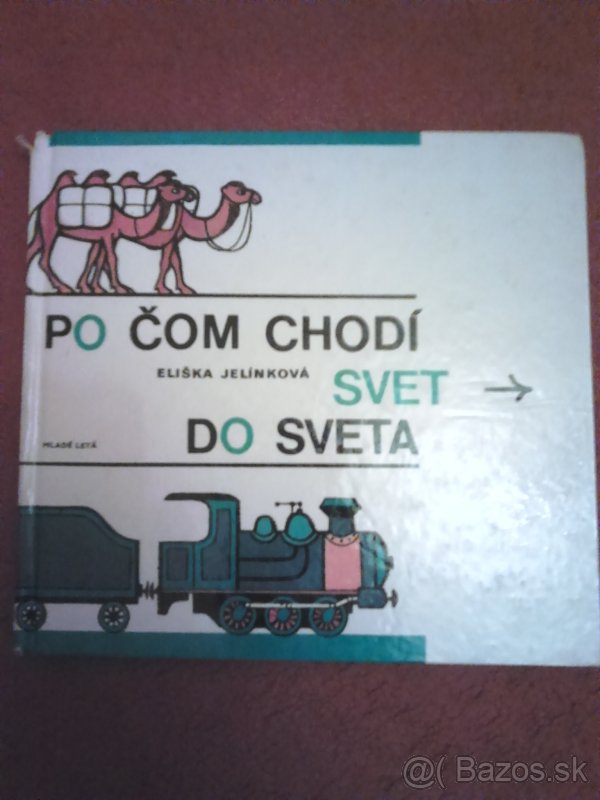 PO ČOM CHODÍ
ELIŠKA JELÍNKOVÁ
SVET →
DO SVETA
MLADÉ LETÁ
@( Bazos.sk